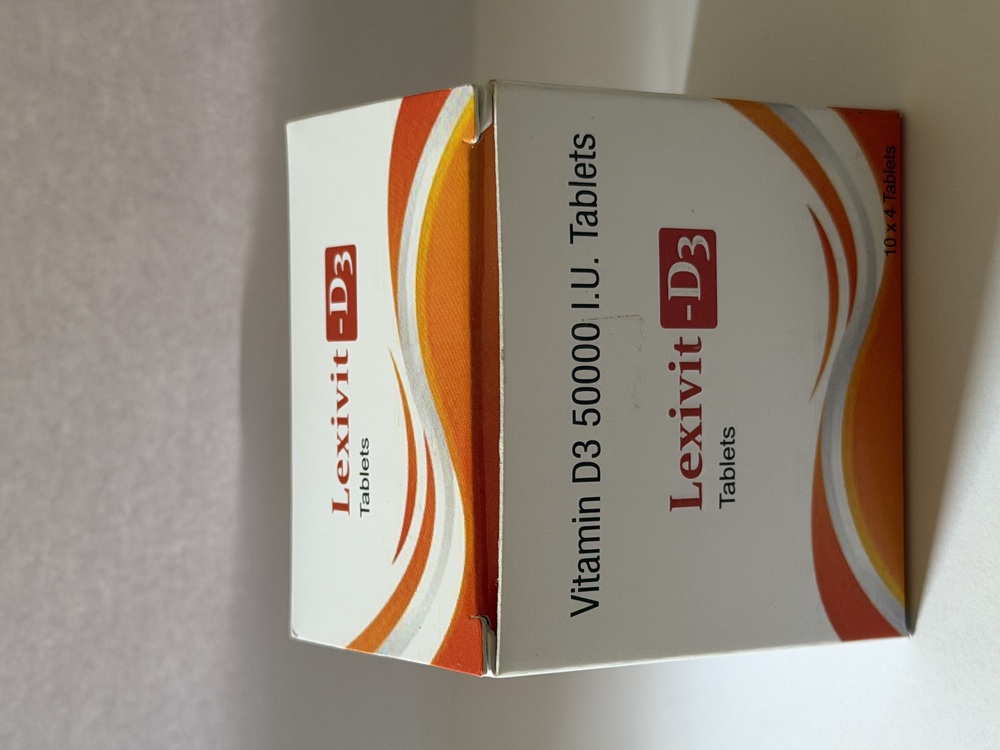 Lexivit -D3
Tablets
Vitamin D3 50000 I.U. Tablets
Lexivit -D3
Tablets
10 x 4 Tablets